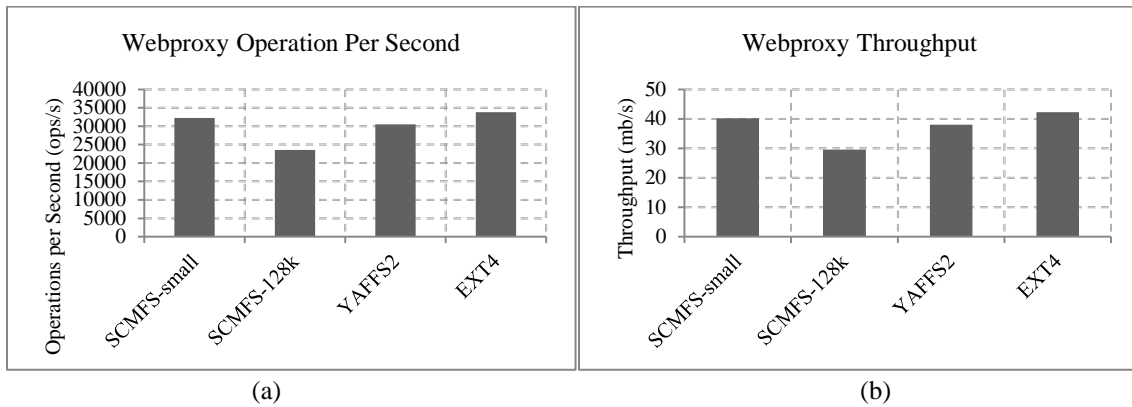 Webproxy Operation Per Second
Operations per Second (ops/s)
40000
35000
30000
25000
20000
15000
10000
5000
0
SCMFS-small
SCMFS-128k
YAFFS2
EXT4
(a)
Webproxy Throughput
Throughput (mb/s)
50
40
30
20
10
0
SCMFS-small
SCMFS-128k
YAFFS2
EXT4
(b)